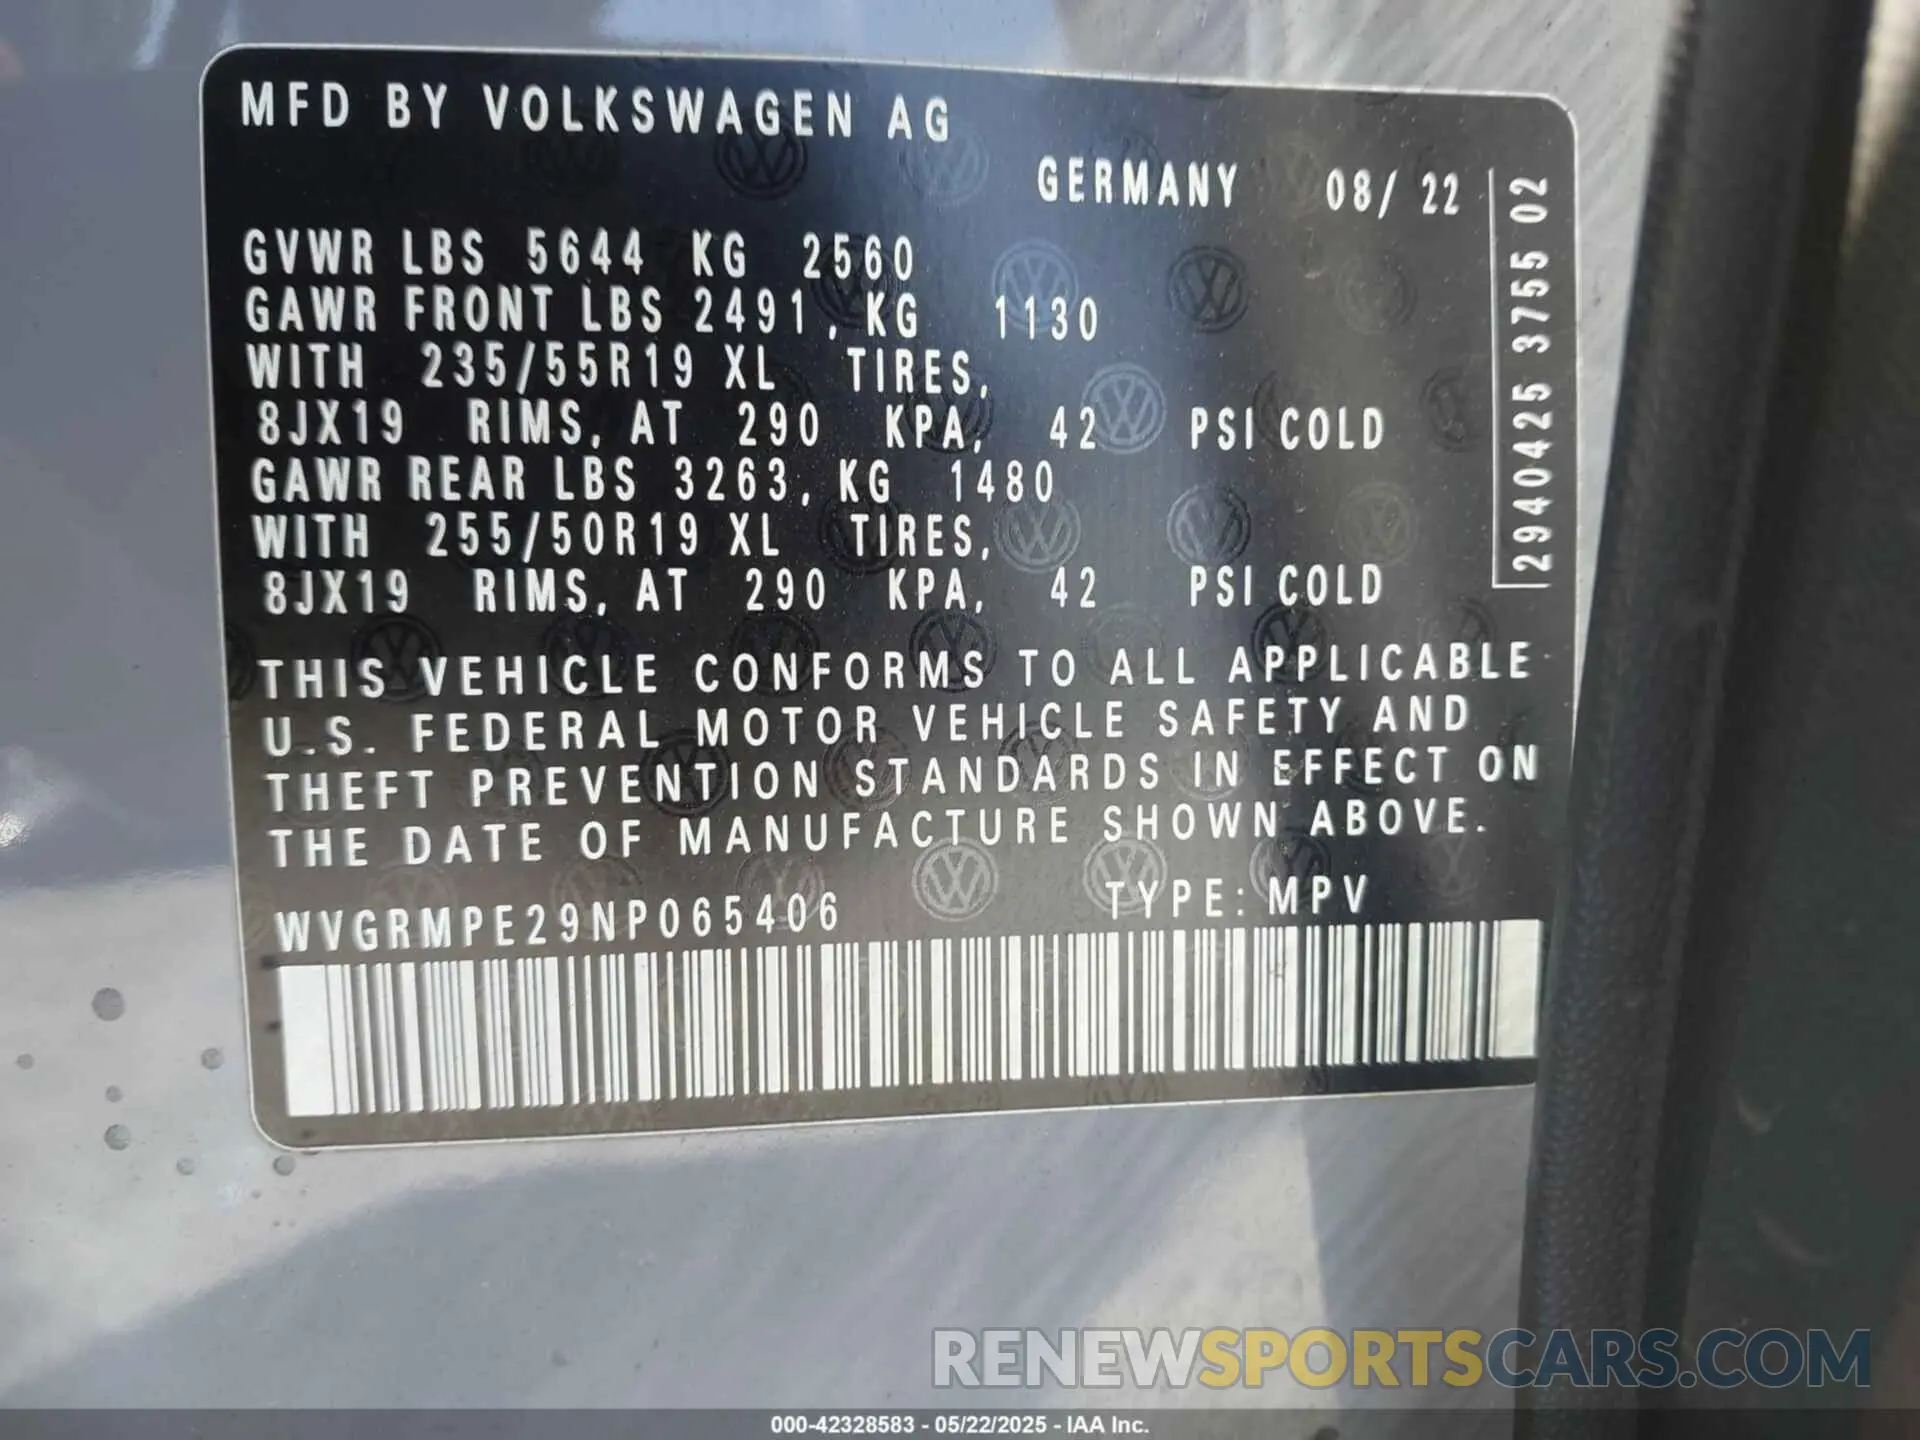 MFD BY VOLKSWAGEN AG
GERMANY 08/ 22
GVWR LBS 5644 KG 2560
GAWR FRONT LBS 2491, KG 1130
WITH 235/55R19 XL TIRES,
8JX19 RIMS, AT 290 KPA, 42 PSI COLD
GAWR REAR LBS 3263, KG 1480
WITH 255/50R19 XL TIRES,
8JX19 RIMS, AT 290 KPA, 42 PSI COLD
2940425 3755 02
THIS VEHICLE CONFORMS TO ALL APPLICABLE
U.S. FEDERAL MOTOR VEHICLE SAFETY AND
THEFT PREVENTION STANDARDS IN EFFECT ON
THE DATE OF MANUFACTURE SHOWN ABOVE.
WVGRMPE29NP065406 TYPE: MPV
RENEWSPORTSCARS.COM
000-42328583 - 05/22/2025 - IAA Inc.